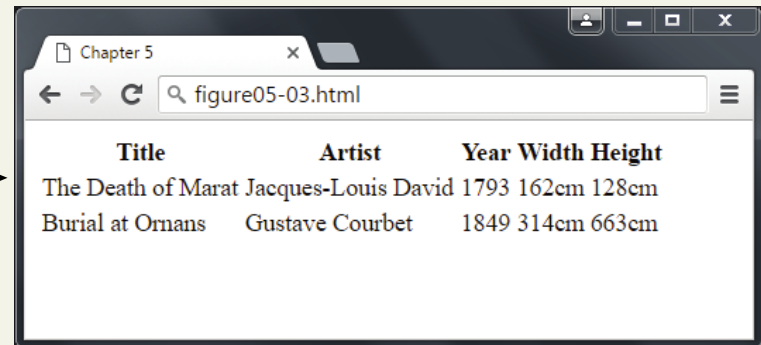 Chapter 5
figure05-03.html
Title Artist Year Width Height
The Death of Marat Jacques-Louis David 1793 162cm 128cm
Burial at Ornans Gustave Courbet 1849 314cm 663cm